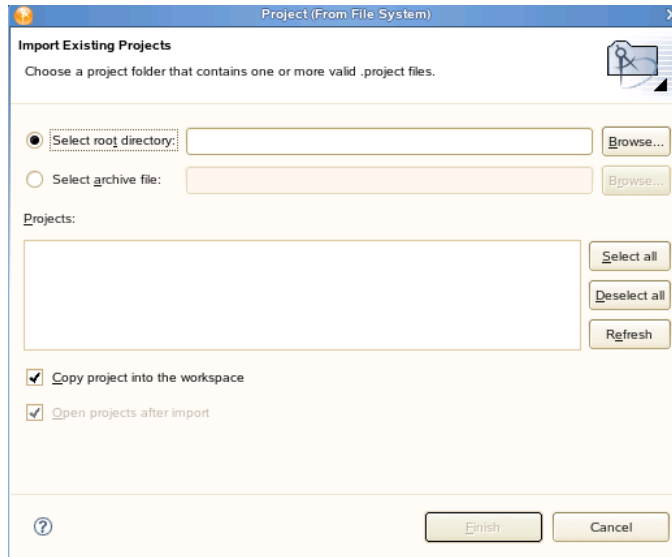 Project (From File System)
Import Existing Projects
Choose a project folder that contains one or more valid .project files.
Select root directory:
Browse...
Select archive file:
Browse...
Projects:
Select all
Deselect all
Refresh
Copy project into the workspace
Open projects after import
Finish
Cancel